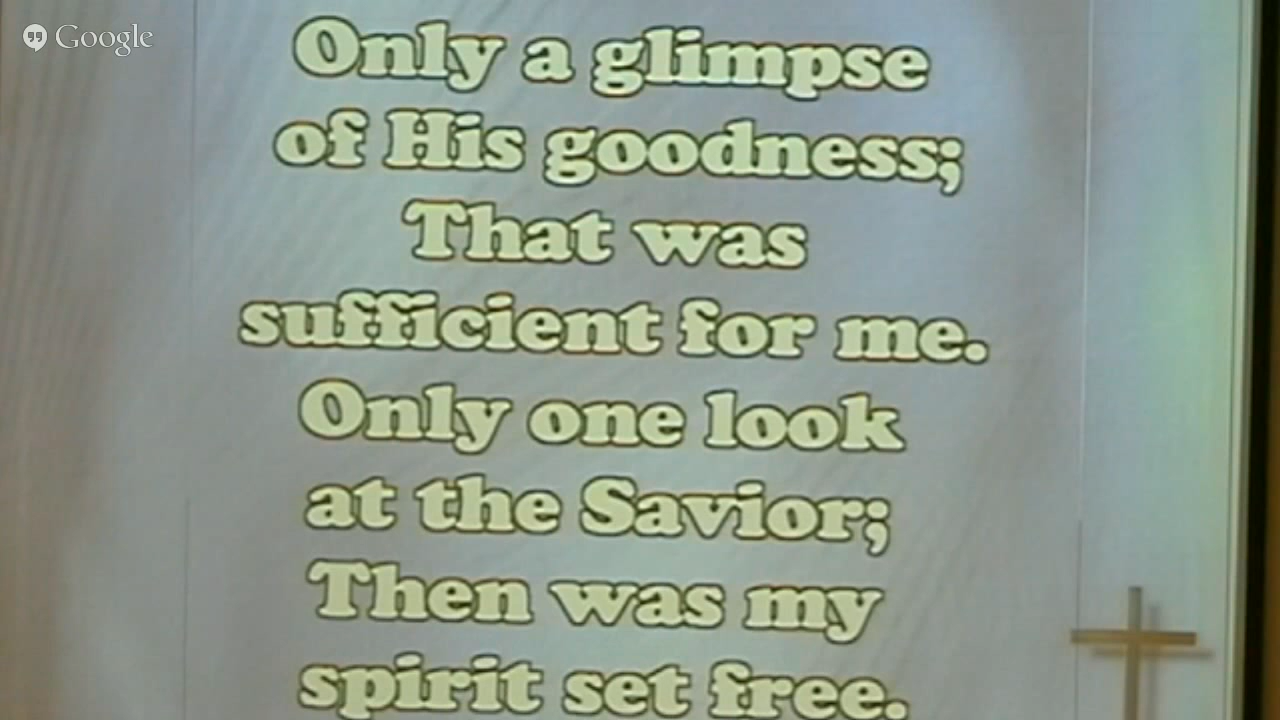 Google
Only a glimpse
of His goodness;
That was
sufficient for me.
Only one look
at the Savior;
Then was my
spirit set free.